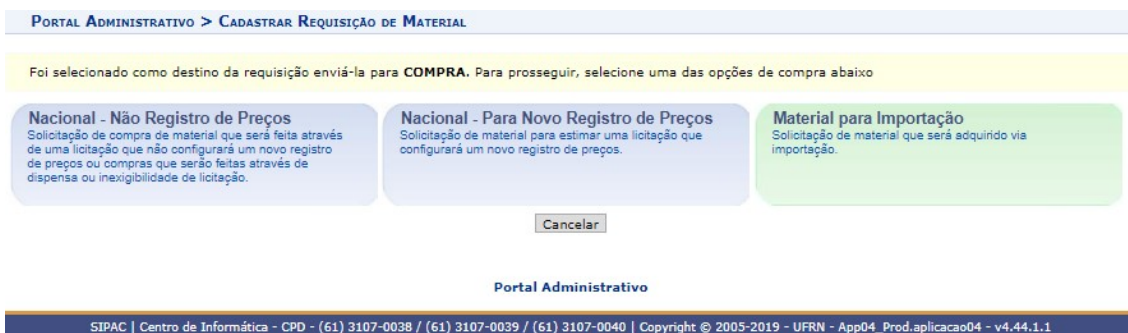 PORTAL ADMINISTRATIVO > CADASTRAR REQUISIÇÃO DE MATERIAL
Foi selecionado como destino da requisição enviá-la para COMPRA. Para prosseguir, selecione uma das opções de compra abaixo
Nacional - Não Registro de Preços
Solicitação de compra de material que será feita através
de uma licitação que não configurará um novo registro
de preços ou compras que serão feitas através de
dispensa ou inexigibilidade de licitação.
Nacional - Para Novo Registro de Preços
Solicitação de material para estimar uma licitação que
configurará um novo registro de preços.
Material para Importação
Solicitação de material que será adquirido via
importação.
Cancelar
Portal Administrativo
SIPAC | Centro de Informática - CPD - (61) 3107-0038 / (61) 3107-0039 / (61) 3107-0040 | Copyright © 2005-2019 - UFRN - App04_Prod.aplicacao04 - v4.44.1.1